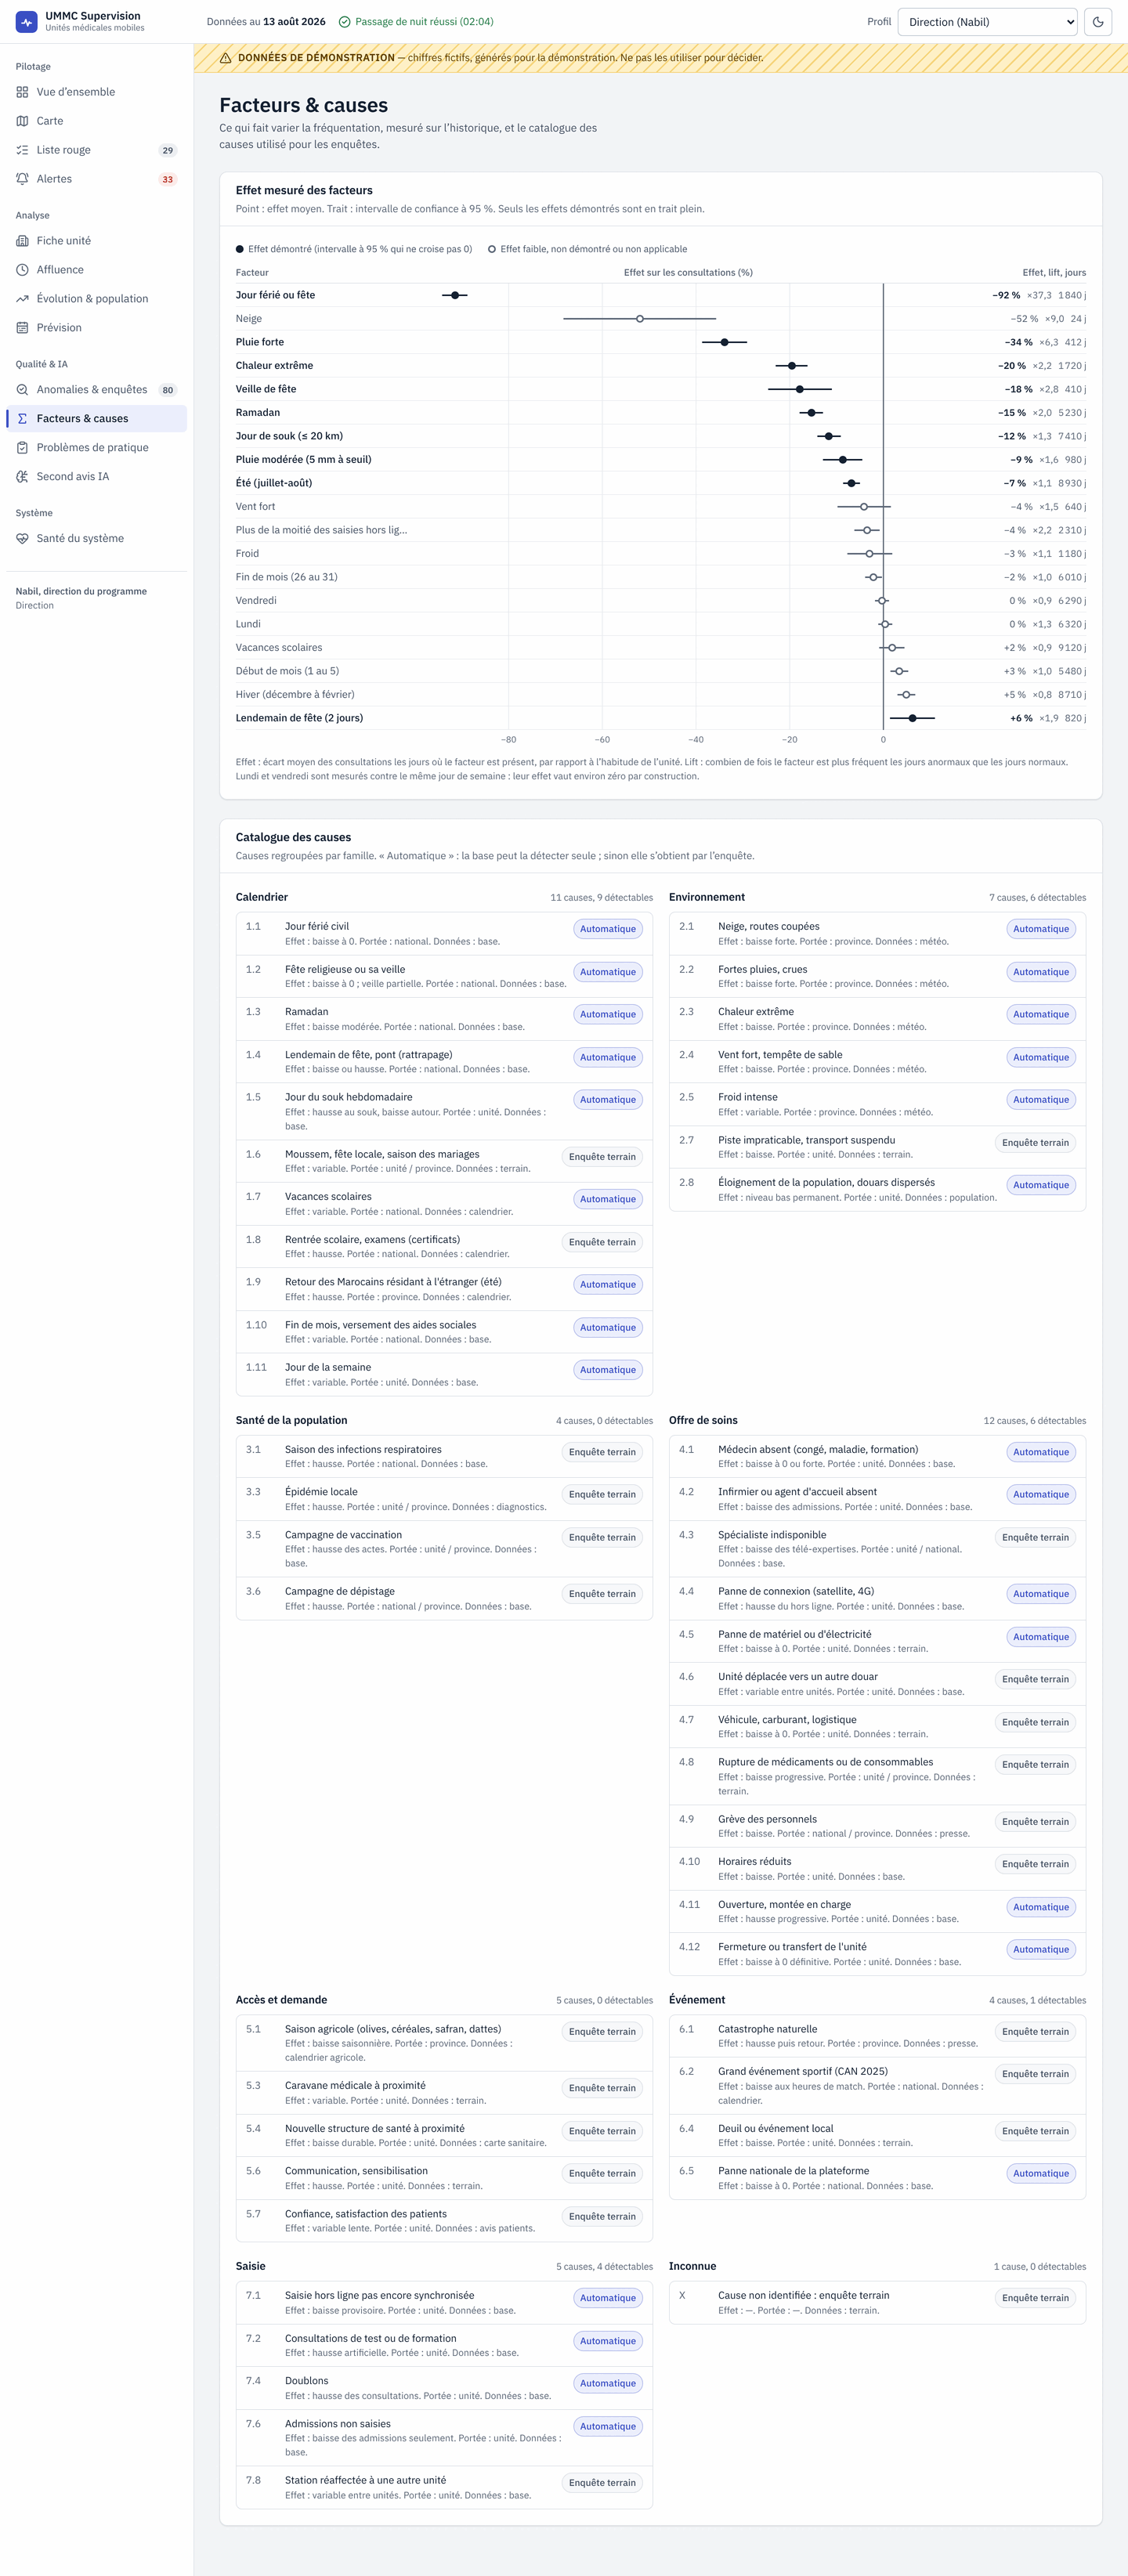 UMMC Supervision
Unités médicales mobiles
Données au 13 août 2026
Passage de nuit réussi (02:04)
Profil
Direction (Nabil)
Pilotage
Vue d’ensemble
Carte
Liste rouge 29
Alertes 33
Analyse
Fiche unité
Affluence
Évolution & population
Prévision
Qualité & IA
Anomalies & enquêtes 80
Facteurs & causes
Problèmes de pratique
Second avis IA
Système
Santé du système
Nabil, direction du programme
Direction
DONNÉES DE DÉMONSTRATION — chiffres fictifs, générés pour la démonstration. Ne pas les utiliser pour décider.
Facteurs & causes
Ce qui fait varier la fréquentation, mesuré sur l’historique, et le catalogue des
causes utilisé pour les enquêtes.
Effet mesuré des facteurs
Point : effet moyen. Trait : intervalle de confiance à 95 %. Seuls les effets démontrés sont en trait plein.
Effet démontré (intervalle à 95 % qui ne croise pas 0) Effet faible, non démontré ou non applicable
Facteur Effet sur les consultations (%) Effet, lift, jours
Jour férié ou fête −92 % ×37,3 1 840 j
Neige −52 % ×9,0 24 j
Pluie forte −34 % ×6,3 412 j
Chaleur extrême −20 % ×2,2 1 720 j
Veille de fête −18 % ×2,8 410 j
Ramadan −15 % ×2,0 5 230 j
Jour de souk (≤ 20 km) −12 % ×1,3 7 410 j
Pluie modérée (5 mm à seuil) −9 % ×1,6 980 j
Été (juillet-août) −7 % ×1,1 8 930 j
Vent fort −4 % ×1,5 640 j
Plus de la moitié des saisies hors lig… −4 % ×2,2 2 310 j
Froid −3 % ×1,1 1 180 j
Fin de mois (26 au 31) −2 % ×1,0 6 010 j
Vendredi 0 % ×0,9 6 290 j
Lundi 0 % ×1,3 6 320 j
Vacances scolaires +2 % ×0,9 9 120 j
Début de mois (1 au 5) +3 % ×1,0 5 480 j
Hiver (décembre à février) +5 % ×0,8 8 710 j
Lendemain de fête (2 jours) +6 % ×1,9 820 j
−80 −60 −40 −20 0
Effet : écart moyen des consultations les jours où le facteur est présent, par rapport à l’habitude de l’unité. Lift : combien de fois le facteur est plus fréquent les jours anormaux que les jours normaux.
Lundi et vendredi sont mesurés contre le même jour de semaine : leur effet vaut environ zéro par construction.
Catalogue des causes
Causes regroupées par famille. « Automatique » : la base peut la détecter seule ; sinon elle s’obtient par l’enquête.
Calendrier 11 causes, 9 détectables
1.1 Jour férié civil Automatique
Effet : baisse à 0. Portée : national. Données : base.
1.2 Fête religieuse ou sa veille Automatique
Effet : baisse à 0 ; veille partielle. Portée : national. Données : base.
1.3 Ramadan Automatique
Effet : baisse modérée. Portée : national. Données : base.
1.4 Lendemain de fête, pont (rattrapage) Automatique
Effet : baisse ou hausse. Portée : national. Données : base.
1.5 Jour du souk hebdomadaire Automatique
Effet : hausse au souk, baisse autour. Portée : unité. Données :
base.
1.6 Moussem, fête locale, saison des mariages Enquête terrain
Effet : variable. Portée : unité / province. Données : terrain.
1.7 Vacances scolaires Automatique
Effet : variable. Portée : national. Données : calendrier.
1.8 Rentrée scolaire, examens (certificats) Enquête terrain
Effet : hausse. Portée : national. Données : calendrier.
1.9 Retour des Marocains résidant à l'étranger (été) Automatique
Effet : hausse. Portée : province. Données : calendrier.
1.10 Fin de mois, versement des aides sociales Automatique
Effet : variable. Portée : national. Données : base.
1.11 Jour de la semaine Automatique
Effet : variable. Portée : unité. Données : base.
Environnement 7 causes, 6 détectables
2.1 Neige, routes coupées Automatique
Effet : baisse forte. Portée : province. Données : météo.
2.2 Fortes pluies, crues Automatique
Effet : baisse forte. Portée : province. Données : météo.
2.3 Chaleur extrême Automatique
Effet : baisse. Portée : province. Données : météo.
2.4 Vent fort, tempête de sable Automatique
Effet : baisse. Portée : province. Données : météo.
2.5 Froid intense Automatique
Effet : variable. Portée : province. Données : météo.
2.7 Piste impraticable, transport suspendu Enquête terrain
Effet : baisse. Portée : unité. Données : terrain.
2.8 Éloignement de la population, douars dispersés Automatique
Effet : niveau bas permanent. Portée : unité. Données : population.
Santé de la population 4 causes, 0 détectables
3.1 Saison des infections respiratoires Enquête terrain
Effet : hausse. Portée : national. Données : base.
3.3 Épidémie locale Enquête terrain
Effet : hausse. Portée : unité / province. Données : diagnostics.
3.5 Campagne de vaccination Enquête terrain
Effet : hausse des actes. Portée : unité / province. Données :
base.
3.6 Campagne de dépistage Enquête terrain
Effet : hausse. Portée : national / province. Données : base.
Offre de soins 12 causes, 6 détectables
4.1 Médecin absent (congé, maladie, formation) Automatique
Effet : baisse à 0 ou forte. Portée : unité. Données : base.
4.2 Infirmier ou agent d'accueil absent Automatique
Effet : baisse des admissions. Portée : unité. Données : base.
4.3 Spécialiste indisponible Enquête terrain
Effet : baisse des télé-expertises. Portée : unité / national.
Données : base.
4.4 Panne de connexion (satellite, 4G) Automatique
Effet : hausse du hors ligne. Portée : unité. Données : base.
4.5 Panne de matériel ou d'électricité Automatique
Effet : baisse à 0. Portée : unité. Données : terrain.
4.6 Unité déplacée vers un autre douar Enquête terrain
Effet : variable entre unités. Portée : unité. Données : base.
4.7 Véhicule, carburant, logistique Enquête terrain
Effet : baisse à 0. Portée : unité. Données : terrain.
4.8 Rupture de médicaments ou de consommables Enquête terrain
Effet : baisse progressive. Portée : unité / province. Données :
terrain.
4.9 Grève des personnels Enquête terrain
Effet : baisse. Portée : national / province. Données : presse.
4.10 Horaires réduits Enquête terrain
Effet : baisse. Portée : unité. Données : base.
4.11 Ouverture, montée en charge Automatique
Effet : hausse progressive. Portée : unité. Données : base.
4.12 Fermeture ou transfert de l'unité Automatique
Effet : baisse à 0 définitive. Portée : unité. Données : base.
Accès et demande 5 causes, 0 détectables
5.1 Saison agricole (olives, céréales, safran, dattes) Enquête terrain
Effet : baisse saisonnière. Portée : province. Données :
calendrier agricole.
5.3 Caravane médicale à proximité Enquête terrain
Effet : variable. Portée : unité. Données : terrain.
5.4 Nouvelle structure de santé à proximité Enquête terrain
Effet : baisse durable. Portée : unité. Données : carte sanitaire.
5.6 Communication, sensibilisation Enquête terrain
Effet : hausse. Portée : unité. Données : terrain.
5.7 Confiance, satisfaction des patients Enquête terrain
Effet : variable lente. Portée : unité. Données : avis patients.
Événement 4 causes, 1 détectables
6.1 Catastrophe naturelle Enquête terrain
Effet : hausse puis retour. Portée : province. Données : presse.
6.2 Grand événement sportif (CAN 2025) Enquête terrain
Effet : baisse aux heures de match. Portée : national. Données :
calendrier.
6.4 Deuil ou événement local Enquête terrain
Effet : baisse. Portée : unité. Données : terrain.
6.5 Panne nationale de la plateforme Automatique
Effet : baisse à 0. Portée : national. Données : base.
Saisie 5 causes, 4 détectables
7.1 Saisie hors ligne pas encore synchronisée Automatique
Effet : baisse provisoire. Portée : unité. Données : base.
7.2 Consultations de test ou de formation Automatique
Effet : hausse artificielle. Portée : unité. Données : base.
7.4 Doublons Automatique
Effet : hausse des consultations. Portée : unité. Données : base.
7.6 Admissions non saisies Automatique
Effet : baisse des admissions seulement. Portée : unité. Données :
base.
7.8 Station réaffectée à une autre unité Enquête terrain
Effet : variable entre unités. Portée : unité. Données : base.
Inconnue 1 cause, 0 détectables
X Cause non identifiée : enquête terrain Enquête terrain
Effet : —. Portée : —. Données : terrain.